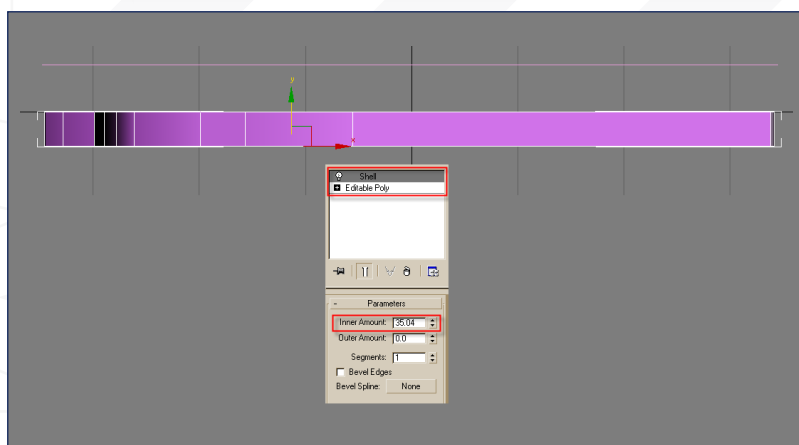 y
x
Shell
Editable Poly
- Parameters
Inner Amount: 35.04
Outer Amount: 0.0
Segments: 1
Bevel Edges
Bevel Spline: None